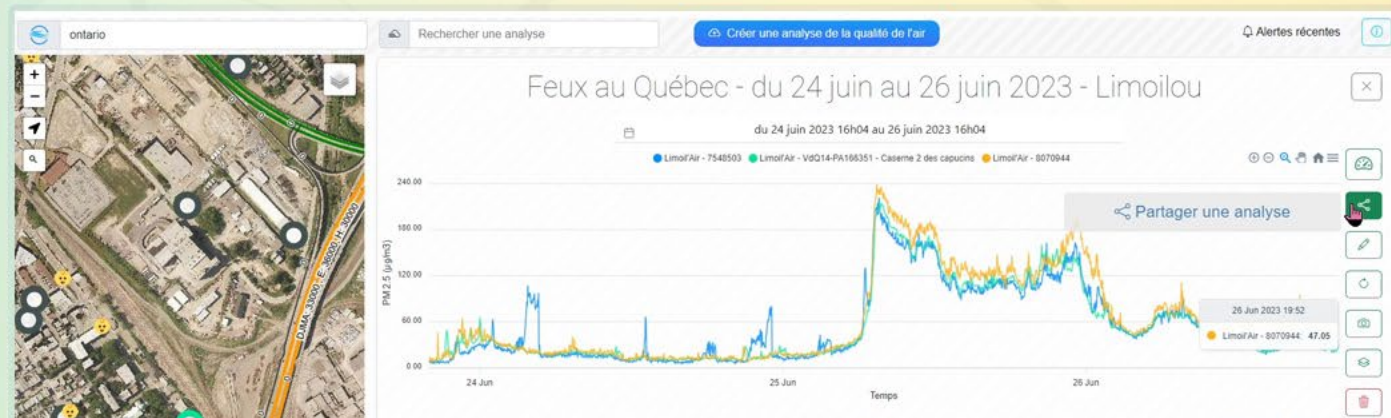 ontario
Rechercher une analyse
Créer une analyse de la qualité de l'air
Alertes récentes
Feux au Québec - du 24 juin au 26 juin 2023 - Limoilou
du 24 juin 2023 16h04 au 26 juin 2023 16h04
Limoil'Air - 7548503 Limoil'Air - VdQ14-PA166351 - Caserne 2 des capucins Limoil'Air - 8070944
Partager une analyse
240.00
180.00
120.00
60.00
0.00
PM 2.5 (µg/m3)
26 Jun 2023 19:52
Limoil'Air - 8070944: 47.05
24 Jun
25 Jun
26 Jun
Temps
DJMA: 33000 : E: 36000, H: 30000